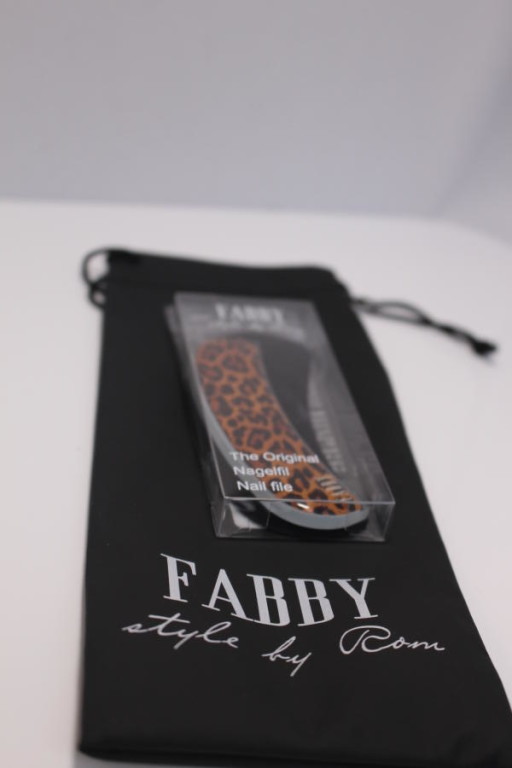 FABBY
The Original
Nagelfil
Nail file
FABBY
style by Rom